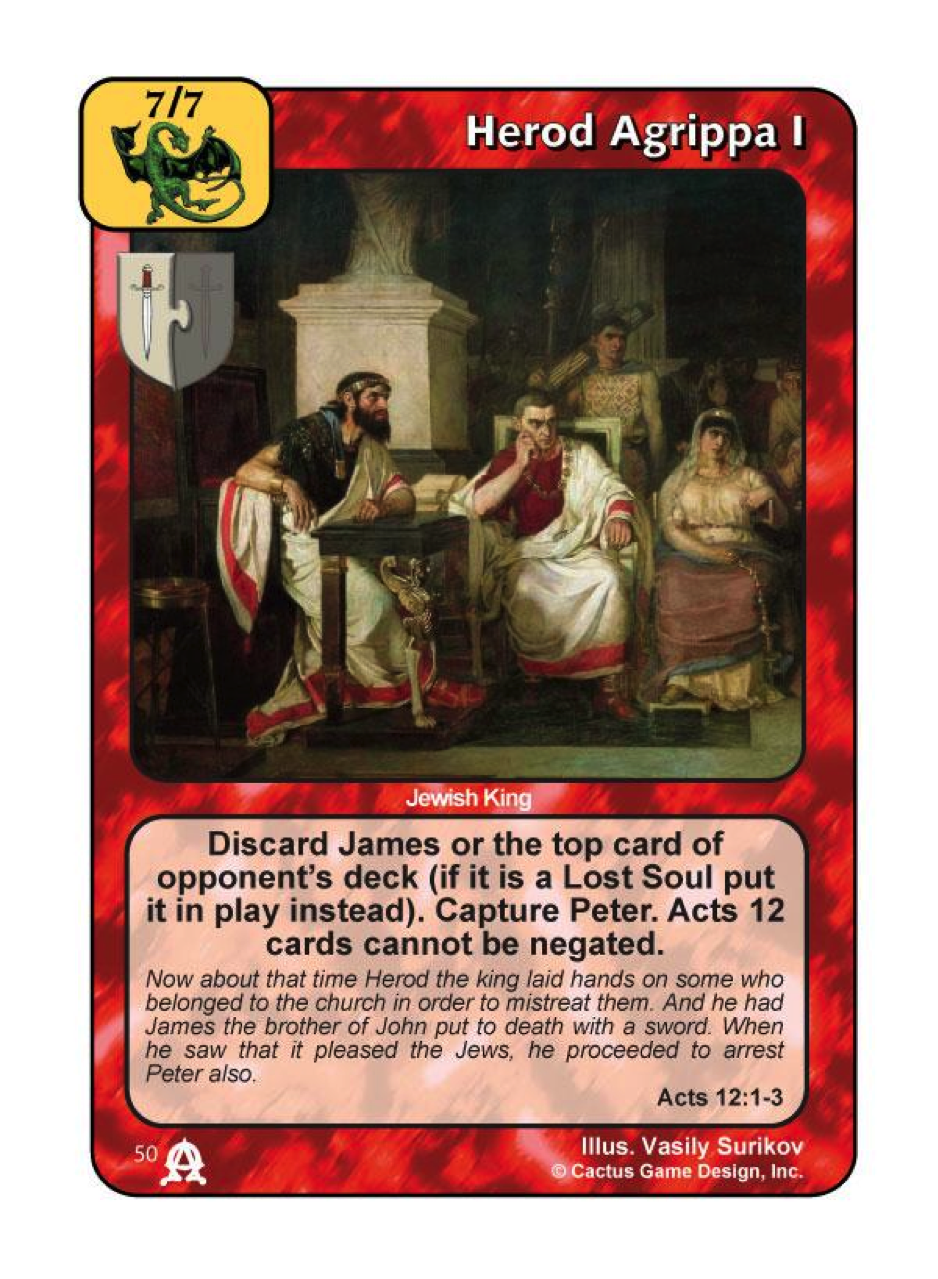 7/7
Herod Agrippa I
Jewish King
Discard James or the top card of
opponent's deck (if it is a Lost Soul put
it in play instead). Capture Peter. Acts 12
cards cannot be negated.
Now about that time Herod the king laid hands on some who
belonged to the church in order to mistreat them. And he had
James the brother of John put to death with a sword. When
he saw that it pleased the Jews, he proceeded to arrest
Peter also.
Acts 12:1-3
50
Illus. Vasily Surikov
© Cactus Game Design, Inc.